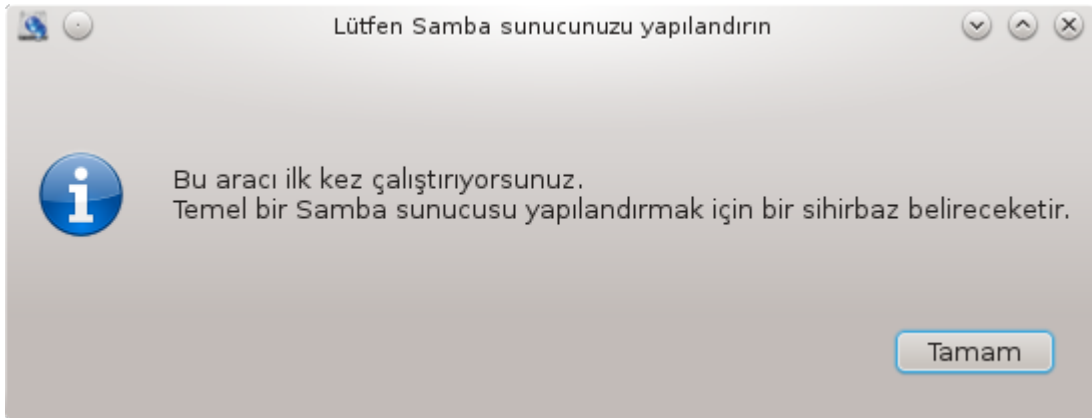 Lütfen Samba sunucunuzu yapılandırın
Bu aracı ilk kez çalıştırıyorsunuz.
Temel bir Samba sunucusu yapılandırmak için bir sihirbaz belireceketir.
Tamam